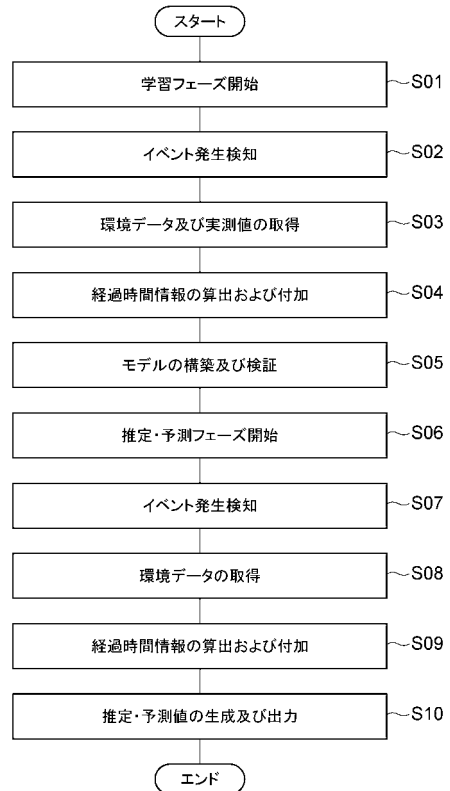 スタート
学習フェーズ開始 S01
イベント発生検知 S02
環境データ及び実測値の取得 S03
経過時間情報の算出および付加 S04
モデルの構築及び検証 S05
推定・予測フェーズ開始 S06
イベント発生検知 S07
環境データの取得 S08
経過時間情報の算出および付加 S09
推定・予測値の生成及び出力 S10
エンド